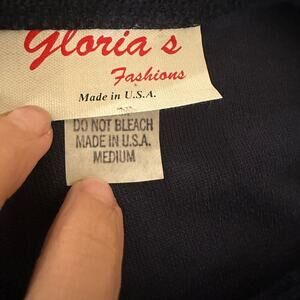 Gloria's
Fashions
Made in U.S.A.
DO NOT BLEACH
MADE IN U.S.A.
MEDIUM